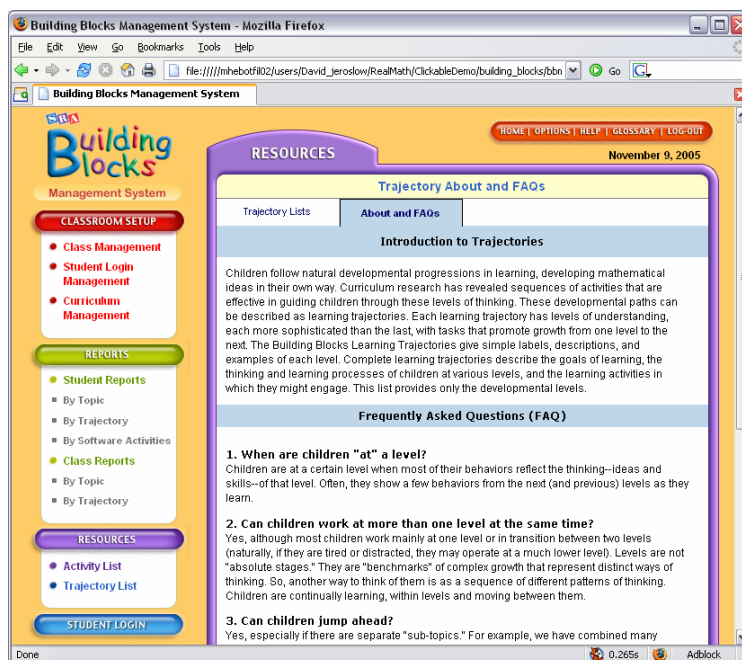 Building Blocks Management System - Mozilla Firefox
File Edit View Go Bookmarks Tools Help
file://///mhebotfil02/users/David_jeroslow/RealMath/ClickableDemo/building_blocks/bbn Go
Building Blocks Management System
SRA
Building
Blocks
Management System
HOME | OPTIONS | HELP | GLOSSARY | LOG-OUT
RESOURCES
November 9, 2005
CLASSROOM SETUP
Class Management
Student Login
Management
Curriculum
Management
REPORTS
Student Reports
By Topic
By Trajectory
By Software Activities
Class Reports
By Topic
By Trajectory
RESOURCES
Activity List
Trajectory List
STUDENT LOGIN
Trajectory About and FAQs
Trajectory Lists
About and FAQs
Introduction to Trajectories
Children follow natural developmental progressions in learning, developing mathematical
ideas in their own way. Curriculum research has revealed sequences of activities that are
effective in guiding children through these levels of thinking. These developmental paths can be
described as learning trajectories. Each learning trajectory has levels of understanding,
each more sophisticated than the last, with tasks that promote growth from one level to the
next. The Building Blocks Learning Trajectories give simple labels, descriptions, and
examples of each level. Complete learning trajectories describe the goals of learning, the
thinking and learning processes of children at various levels, and the learning activities in
which they might engage. This list provides only the developmental levels.
Frequently Asked Questions (FAQ)
1. When are children "at" a level?
Children are at a certain level when most of their behaviors reflect the thinking--ideas and
skills--of that level. Often, they show a few behaviors from the next (and previous) levels as they
learn.
2. Can children work at more than one level at the same time?
Yes, although most children work mainly at one level or in transition between two levels
(naturally, if they are tired or distracted, they may operate at a much lower level). Levels are not
"absolute stages." They are "benchmarks" of complex growth that represent distinct ways of
thinking. So, another way to think of them is as a sequence of different patterns of thinking.
Children are continually learning, within levels and moving between them.
3. Can children jump ahead?
Yes, especially if there are separate "sub-topics." For example, we have combined many
Done
0.265s Adblock